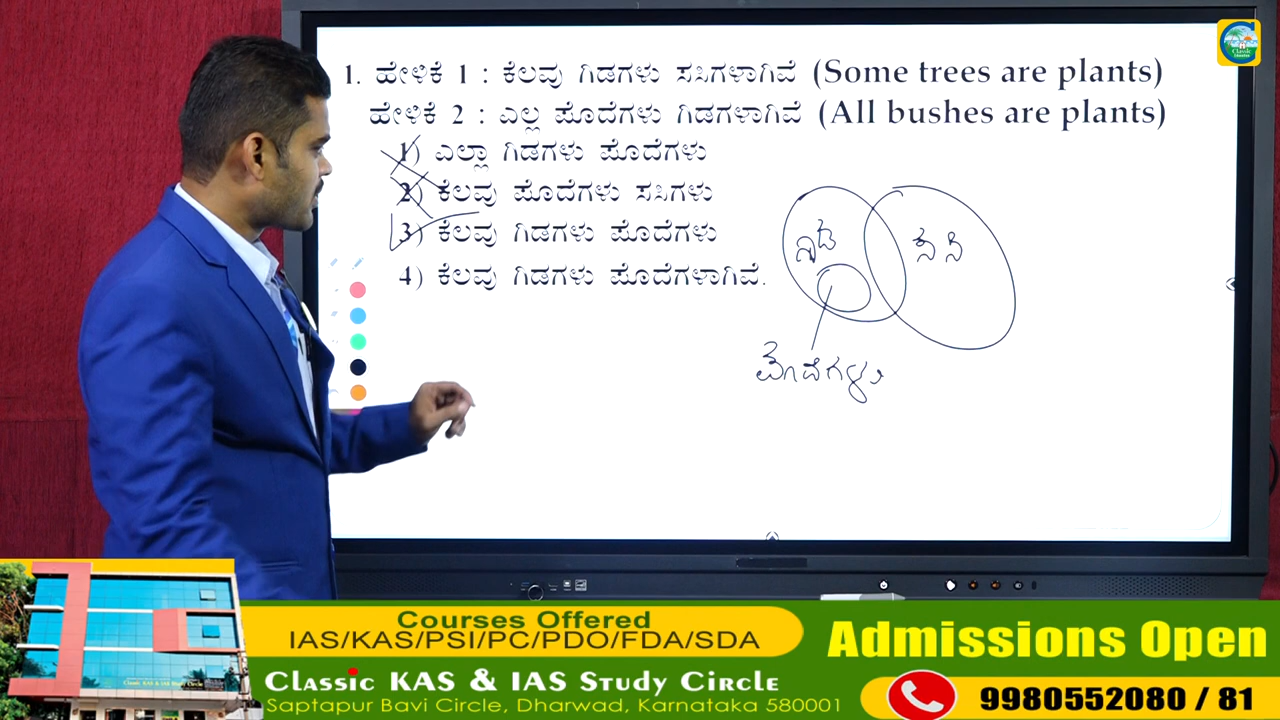 1. ಹೇಳಿಕೆ 1 : ಕೆಲವು ಗಿಡಗಳು ಸಸಿಗಳಾಗಿವೆ (Some trees are plants)
ಹೇಳಿಕೆ 2 : ಎಲ್ಲ ಪೊದೆಗಳು ಗಿಡಗಳಾಗಿವೆ (All bushes are plants)
1) ಎಲ್ಲಾ ಗಿಡಗಳು ಪೊದೆಗಳು
2) ಕೆಲವು ಪೊದೆಗಳು ಸಸಿಗಳು
3) ಕೆಲವು ಗಿಡಗಳು ಪೊದೆಗಳು
4) ಕೆಲವು ಗಿಡಗಳು ಪೊದೆಗಳಾಗಿವೆ.
ಗಿಡ ಸಸಿ
ಪೊದೆಗಳು
Classic
Courses Offered
IAS/KAS/PSI/PC/PDO/FDA/SDA
Admissions Open
Classic KAS & IAS Study Circle
Saptapur Bavi Circle, Dharwad, Karnataka 580001
9980552080 / 81